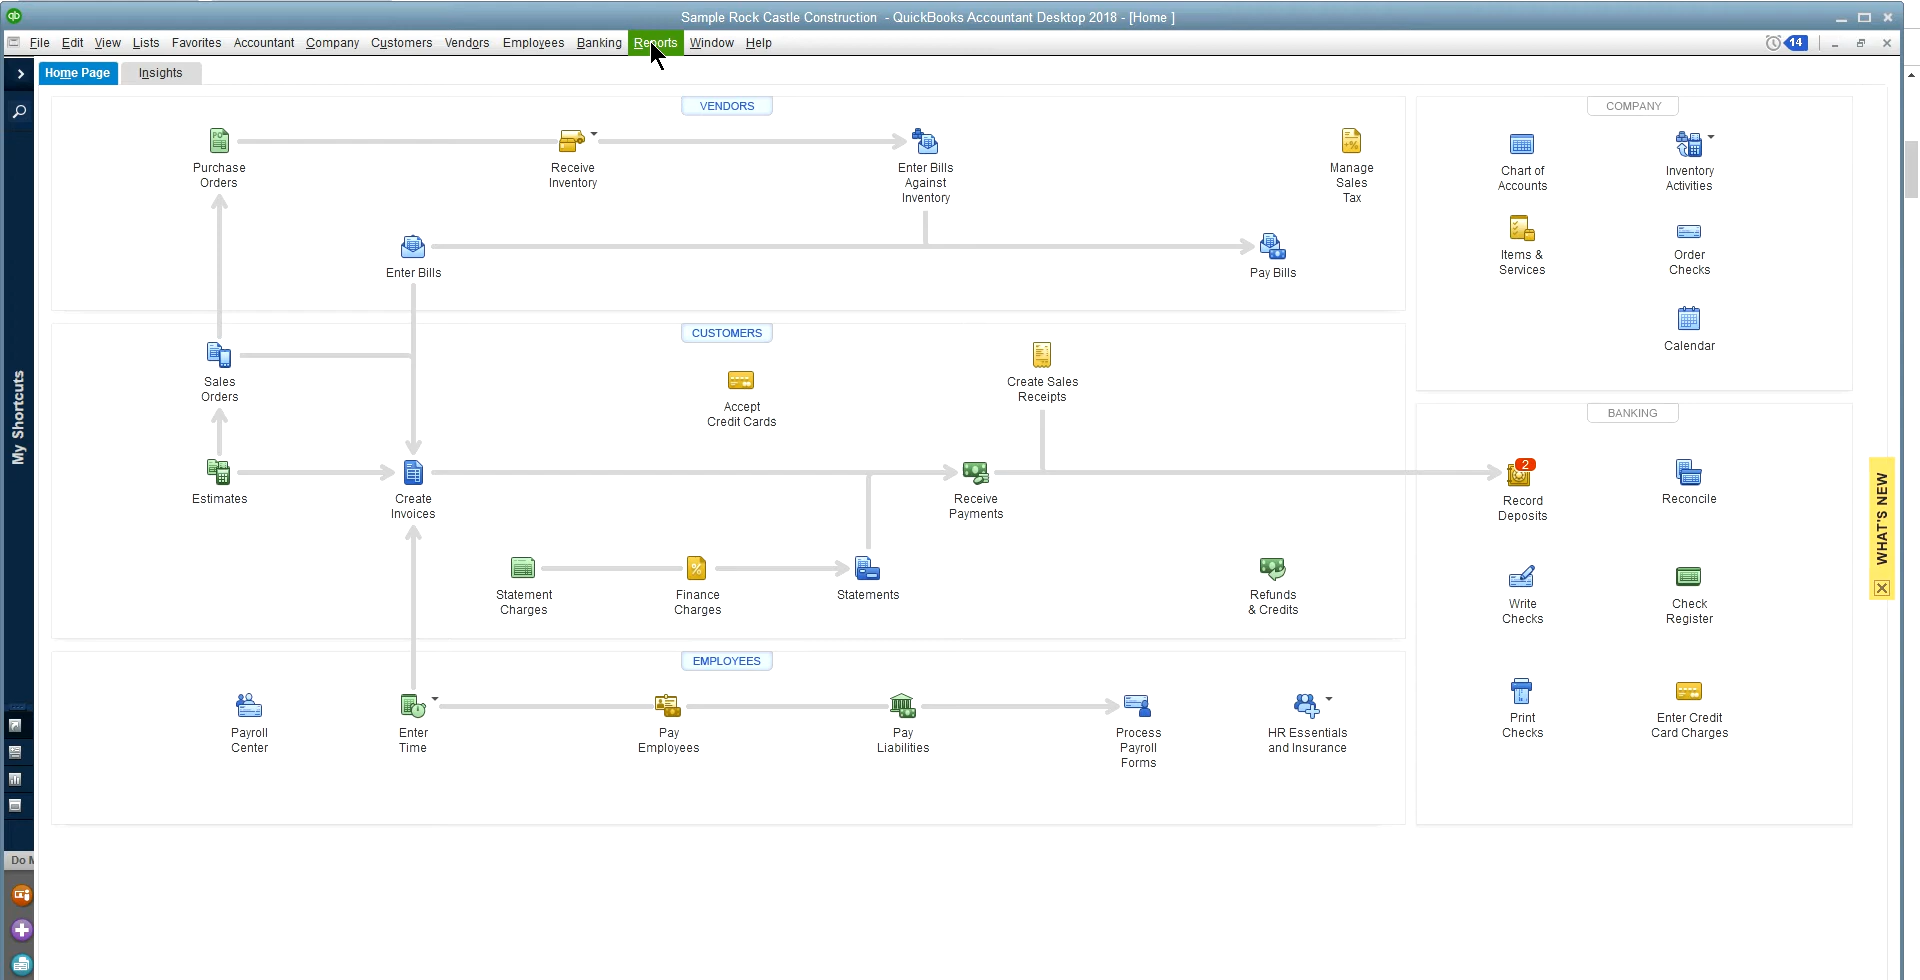 Sample Rock Castle Construction - QuickBooks Accountant Desktop 2018 - [Home ]
File Edit View Lists Favorites Accountant Company Customers Vendors Employees Banking Reports Window Help
14
Home Page Insights
VENDORS
Purchase
Orders
Receive
Inventory
Enter Bills
Against
Inventory
Manage
Sales
Tax
Enter Bills
Pay Bills
CUSTOMERS
Sales
Orders
Accept
Credit Cards
Create Sales
Receipts
Estimates
Create
Invoices
Receive
Payments
Statement
Charges
Finance
Charges
Statements
Refunds
& Credits
EMPLOYEES
Payroll
Center
Enter
Time
Pay
Employees
Pay
Liabilities
Process
Payroll
Forms
HR Essentials
and Insurance
COMPANY
Chart of
Accounts
Inventory
Activities
Items &
Services
Order
Checks
Calendar
BANKING
2
Record
Deposits
Reconcile
Write
Checks
Check
Register
Print
Checks
Enter Credit
Card Charges
My Shortcuts
Do
WHAT'S NEW